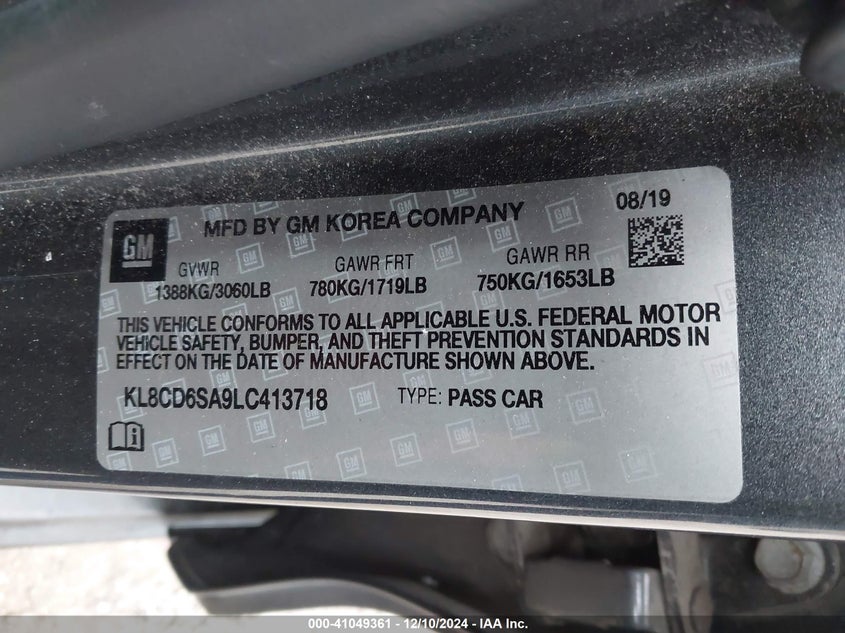 GM
MFD BY GM KOREA COMPANY
08/19
GVWR
1388KG/3060LB
GAWR FRT
780KG/1719LB
GAWR RR
750KG/1653LB
THIS VEHICLE CONFORMS TO ALL APPLICABLE U.S. FEDERAL MOTOR
VEHICLE SAFETY, BUMPER, AND THEFT PREVENTION STANDARDS IN
EFFECT ON THE DATE OF MANUFACTURE SHOWN ABOVE.
KL8CD6SA9LC413718 TYPE: PASS CAR
000-41049361 - 12/10/2024 - IAA Inc.